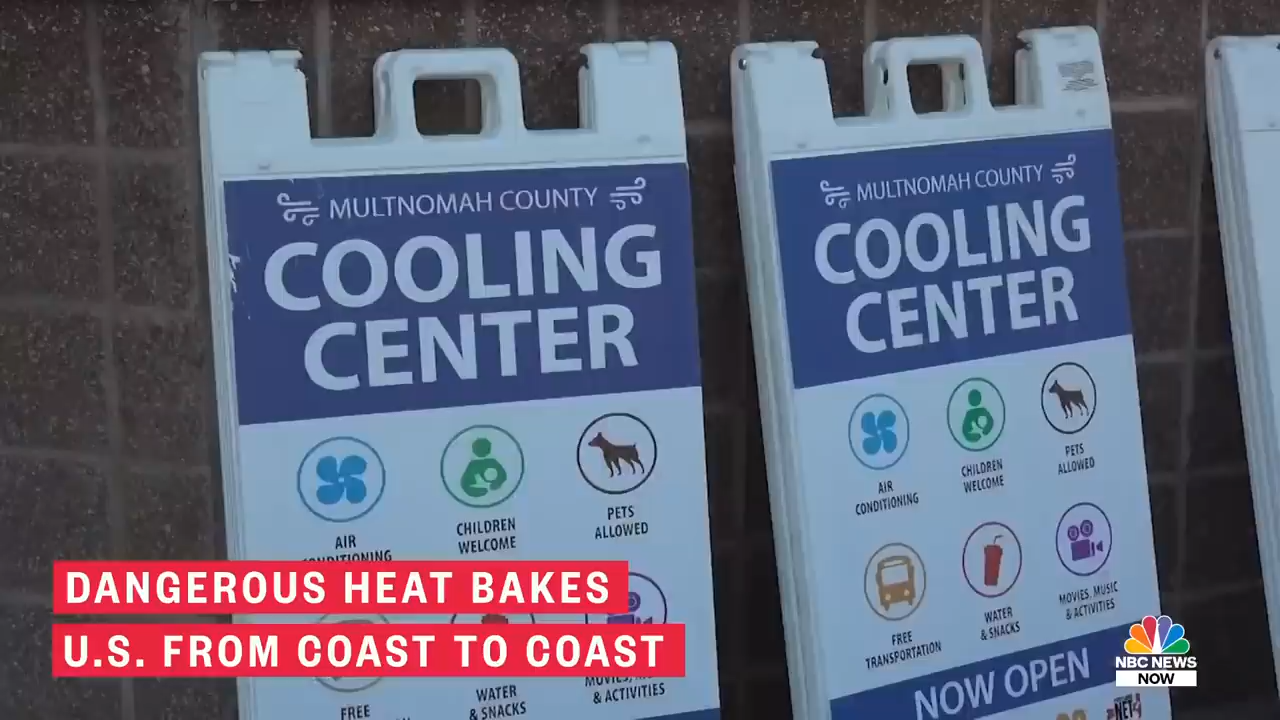 MULTNOMAH COUNTY
COOLING
CENTER
AIR
CONDITIONING
CHILDREN
WELCOME
PETS
ALLOWED
WATER
& SNACKS
& ACTIVITIES
FREE
MULTNOMAH COUNTY
COOLING
CENTER
AIR
CONDITIONING
CHILDREN
WELCOME
PETS
ALLOWED
FREE
TRANSPORTATION
WATER
& SNACKS
MOVIES, MUSIC
& ACTIVITIES
NOW OPEN
DANGEROUS HEAT BAKES
U.S. FROM COAST TO COAST
NBC NEWS
NOW